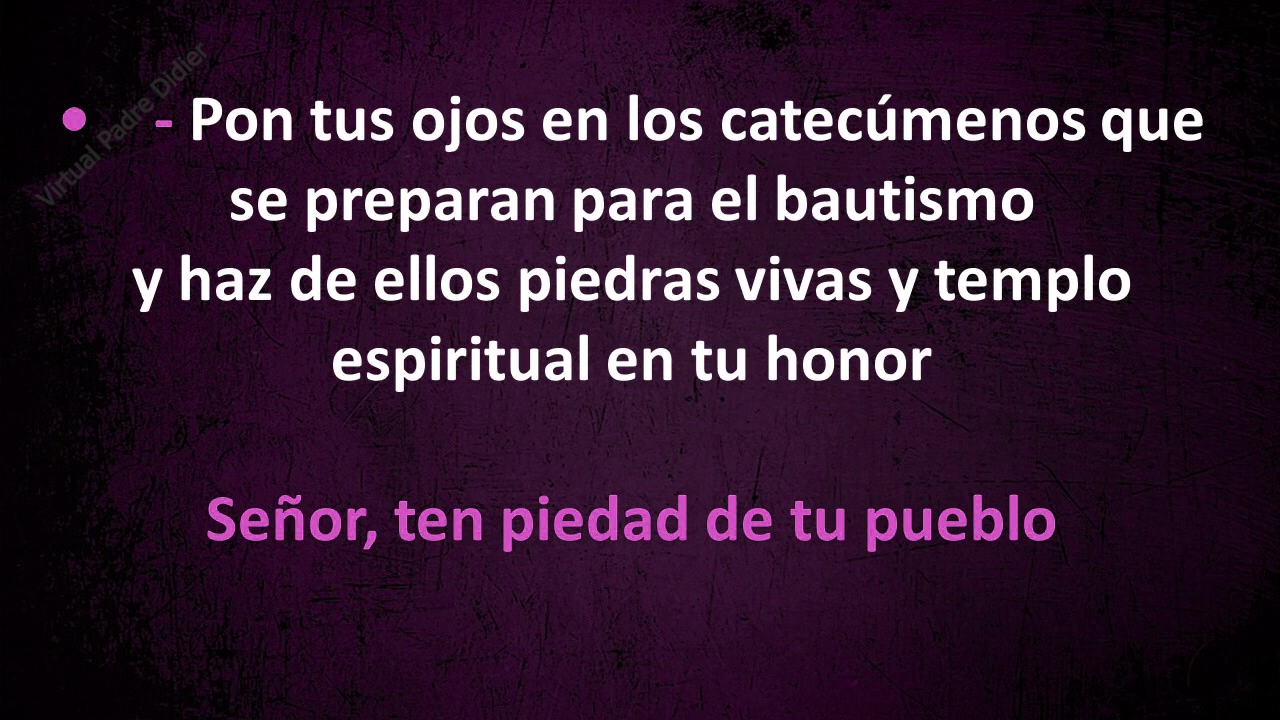 Virtual Padre Didier
• - Pon tus ojos en los catecúmenos que
se preparan para el bautismo
y haz de ellos piedras vivas y templo
espiritual en tu honor
Señor, ten piedad de tu pueblo